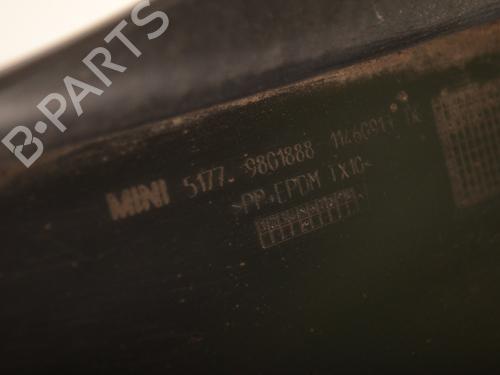 B-PARTS
MINI 5177- 9801888
>PP+EPDM TX10<